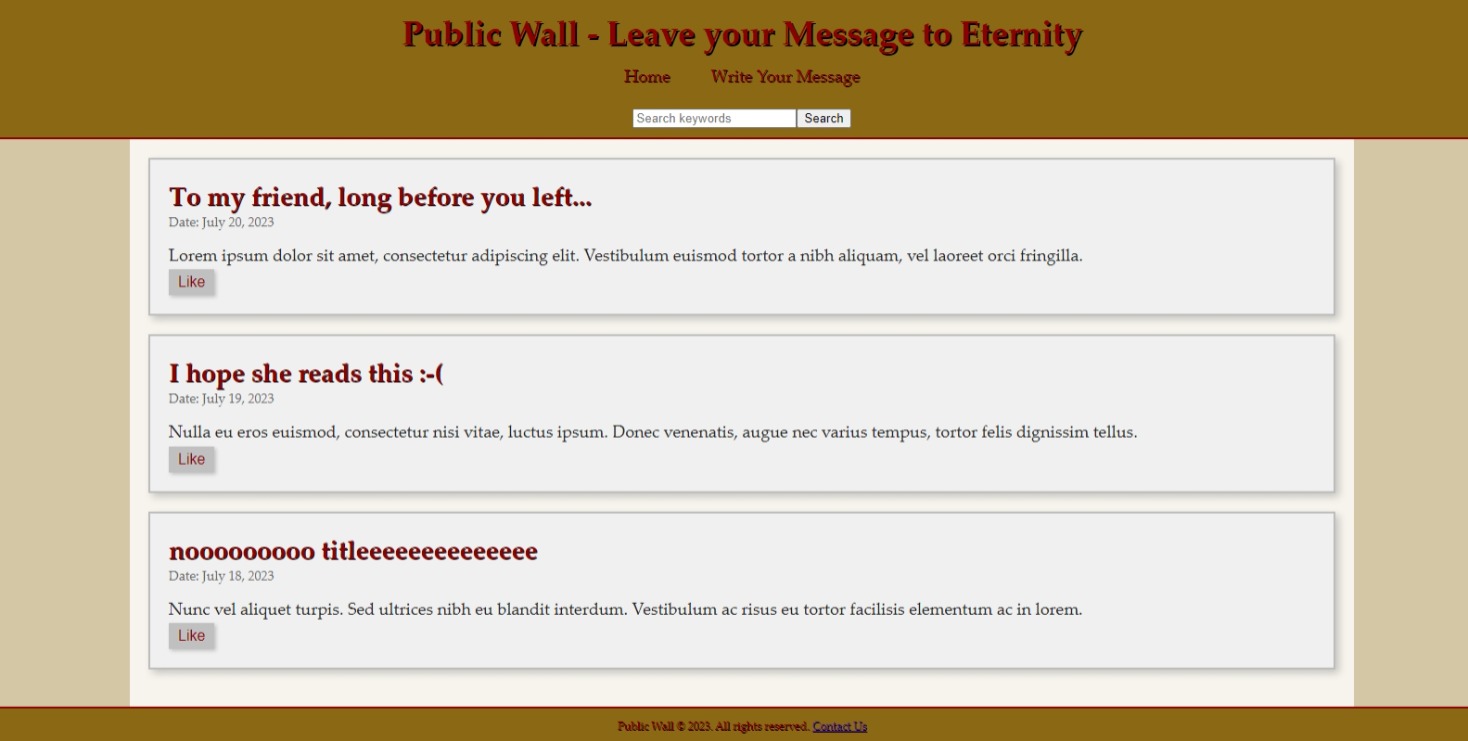 Public Wall - Leave your Message to Eternity
Home Write Your Message
Search keywords Search
To my friend, long before you left...
Date: July 20, 2023
Lorem ipsum dolor sit amet, consectetur adipiscing elit. Vestibulum euismod tortor a nibh aliquam, vel laoreet orci fringilla.
Like
I hope she reads this :-(
Date: July 19, 2023
Nulla eu eros euismod, consectetur nisi vitae, luctus ipsum. Donec venenatis, augue nec varius tempus, tortor felis dignissim tellus.
Like
nooooooooo titleeeeeeeeeeeeee
Date: July 18, 2023
Nunc vel aliquet turpis. Sed ultrices nibh eu blandit interdum. Vestibulum ac risus eu tortor facilisis elementum ac in lorem.
Like
Public Wall © 2023. All rights reserved. Contact Us